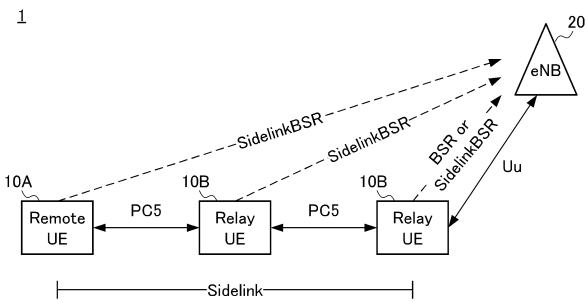 1
20
eNB
SidelinkBSR
SidelinkBSR
BSR or
SidelinkBSR
Uu
10A
10B
10B
Remote
UE
PC5
Relay
UE
PC5
Relay
UE
Sidelink